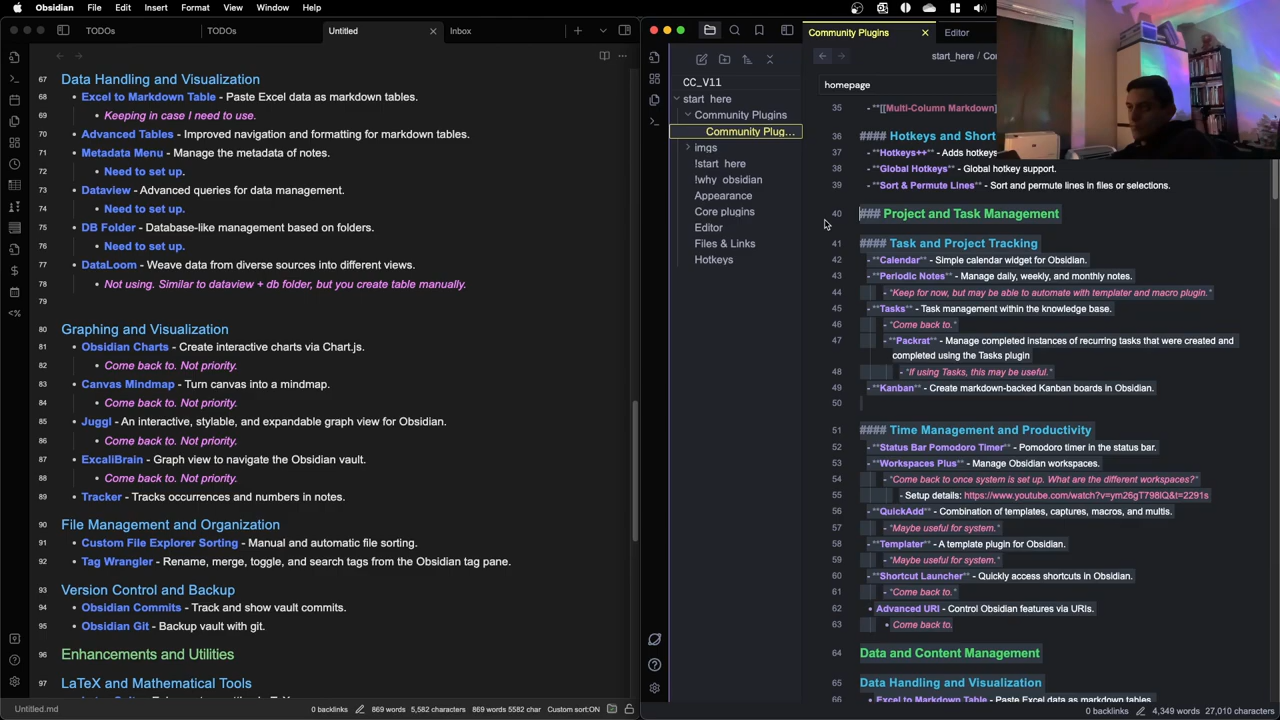 Obsidian File Edit Insert Format View Window Help
TODOs
TODOs
Untitled
Inbox
67 Data Handling and Visualization
68 • Excel to Markdown Table - Paste Excel data as markdown tables.
69 • Keeping in case I need to use.
70 • Advanced Tables - Improved navigation and formatting for markdown tables.
71 • Metadata Menu - Manage the metadata of notes.
72 • Need to set up.
73 • Dataview - Advanced queries for data management.
74 • Need to set up.
75 • DB Folder - Database-like management based on folders.
76 • Need to set up.
77 • DataLoom - Weave data from diverse sources into different views.
78 • Not using. Similar to dataview + db folder, but you create table manually.
79
80 Graphing and Visualization
81 • Obsidian Charts - Create interactive charts via Chart.js.
82 • Come back to. Not priority.
83 • Canvas Mindmap - Turn canvas into a mindmap.
84 • Come back to. Not priority.
85 • Juggl - An interactive, stylable, and expandable graph view for Obsidian.
86 • Come back to. Not priority.
87 • ExcaliBrain - Graph view to navigate the Obsidian vault.
88 • Come back to. Not priority.
89 • Tracker - Tracks occurrences and numbers in notes.
90 File Management and Organization
91 • Custom File Explorer Sorting - Manual and automatic file sorting.
92 • Tag Wrangler - Rename, merge, toggle, and search tags from the Obsidian tag pane.
93 Version Control and Backup
94 • Obsidian Commits - Track and show vault commits.
95 • Obsidian Git - Backup vault with git.
96 Enhancements and Utilities
97 LaTeX and Mathematical Tools
Untitled.md
0 backlinks 869 words 5,582 characters 869 words 5582 char Custom sort:ON
CC_V11
start here
Community Plugins
Community Plug...
imgs
!start here
!why obsidian
Appearance
Core plugins
Editor
Files & Links
Hotkeys
Community Plugins
Editor
start_here / Co
homepage
35 - **[[Multi-Column Markdown]
36 #### Hotkeys and Short
37 - **Hotkeys++** - Adds hotkeys
38 - **Global Hotkeys** - Global hotkey support.
39 - **Sort & Permute Lines** - Sort and permute lines in files or selections.
40 ### Project and Task Management
41 #### Task and Project Tracking
42 - **Calendar** - Simple calendar widget for Obsidian.
43 - **Periodic Notes** - Manage daily, weekly, and monthly notes.
44 - *Keep for now, but may be able to automate with templater and macro plugin.*
45 - **Tasks** - Task management within the knowledge base.
46 - *Come back to.*
47 - **Packrat** - Manage completed instances of recurring tasks that were created and
completed using the Tasks plugin
48 - *If using Tasks, this may be useful.*
49 - **Kanban** - Create markdown-backed Kanban boards in Obsidian.
50
51 #### Time Management and Productivity
52 - **Status Bar Pomodoro Timer** - Pomodoro timer in the status bar.
53 - **Workspaces Plus** - Manage Obsidian workspaces.
54 - *Come back to once system is set up. What are the different workspaces?*
55 - Setup details: https://www.youtube.com/watch?v=ym26gT798lQ&t=2291s
56 - **QuickAdd** - Combination of templates, captures, macros, and multis.
57 - *Maybe useful for system.*
58 - **Templater** - A template plugin for Obsidian.
59 - *Maybe useful for system.*
60 - **Shortcut Launcher** - Quickly access shortcuts in Obsidian.
61 - *Come back to.*
62 • Advanced URI - Control Obsidian features via URIs.
63 • Come back to.
64 Data and Content Management
65 Data Handling and Visualization
66 • Excel to Markdown Table - Paste Excel data as markdown tables.
0 backlinks 4,349 words 27,010 characters